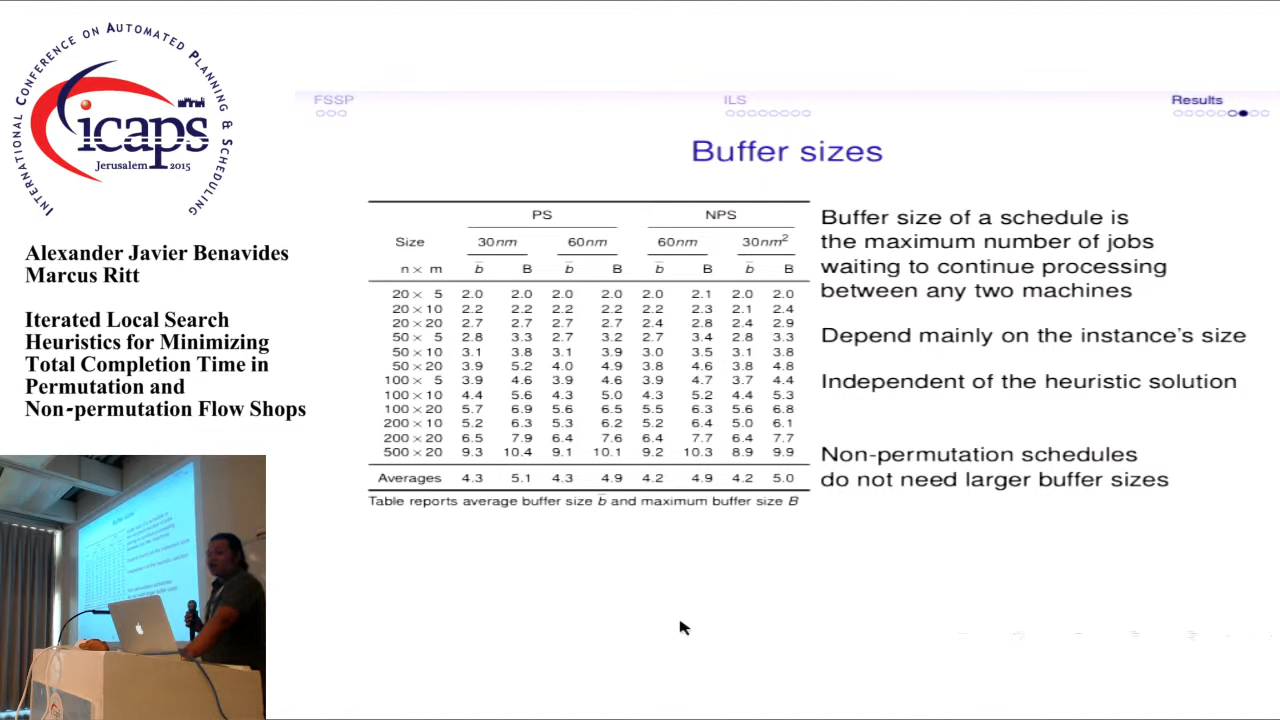 INTERNATIONAL CONFERENCE ON AUTOMATED PLANNING & SCHEDULING
icaps
Jerusalem 2015
Alexander Javier Benavides
Marcus Ritt
Iterated Local Search
Heuristics for Minimizing
Total Completion Time in
Permutation and
Non-permutation Flow Shops
FSSP ILS Results
Buffer sizes
PS NPS
Size 30nm 60nm 60nm 30nm²
n × m b̄ B b̄ B b̄ B b̄ B
20 × 5 2.0 2.0 2.0 2.0 2.0 2.1 2.0 2.0
20 × 10 2.2 2.2 2.2 2.2 2.2 2.3 2.1 2.4
20 × 20 2.7 2.7 2.7 2.7 2.4 2.8 2.4 2.9
50 × 5 2.8 3.3 2.7 3.2 2.7 3.4 2.8 3.3
50 × 10 3.1 3.8 3.1 3.9 3.0 3.5 3.1 3.8
50 × 20 3.9 5.2 4.0 4.9 3.8 4.6 3.8 4.8
100 × 5 3.9 4.6 3.9 4.6 3.9 4.7 3.7 4.4
100 × 10 4.4 5.6 4.3 5.0 4.3 5.2 4.4 5.3
100 × 20 5.7 6.9 5.6 6.5 5.5 6.3 5.6 6.8
200 × 10 5.2 6.3 5.3 6.2 5.2 6.4 5.0 6.1
200 × 20 6.5 7.9 6.4 7.6 6.4 7.7 6.4 7.7
500 × 20 9.3 10.4 9.1 10.1 9.2 10.3 8.9 9.9
Averages 4.3 5.1 4.3 4.9 4.2 4.9 4.2 5.0
Table reports average buffer size b̄ and maximum buffer size B
Buffer size of a schedule is
the maximum number of jobs
waiting to continue processing
between any two machines
Depend mainly on the instance's size
Independent of the heuristic solution
Non-permutation schedules
do not need larger buffer sizes
Buffer sizes